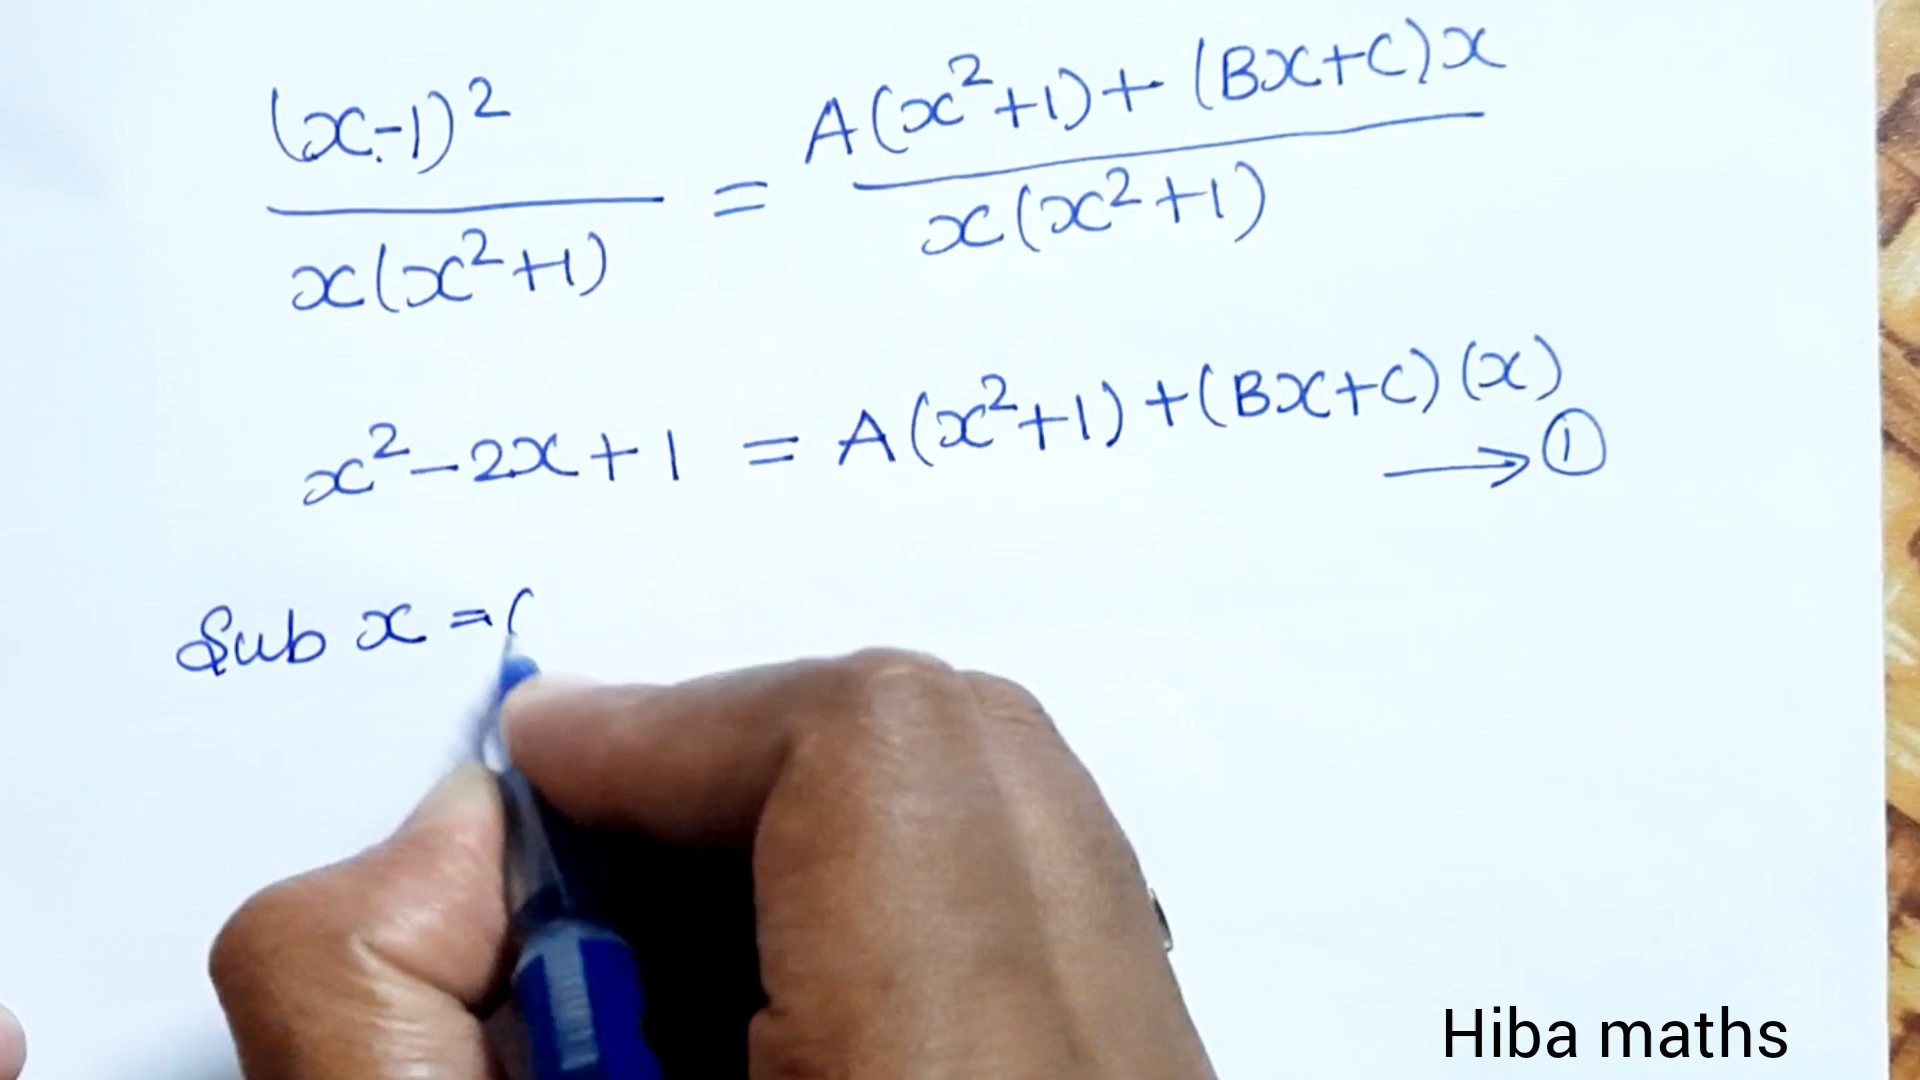 (x-1)² / x(x²+1) = A(x²+1)+(Bx+C)x / x(x²+1)
x²-2x+1 = A(x²+1)+(Bx+C)(x)
→ ①
Sub x =
Hiba maths